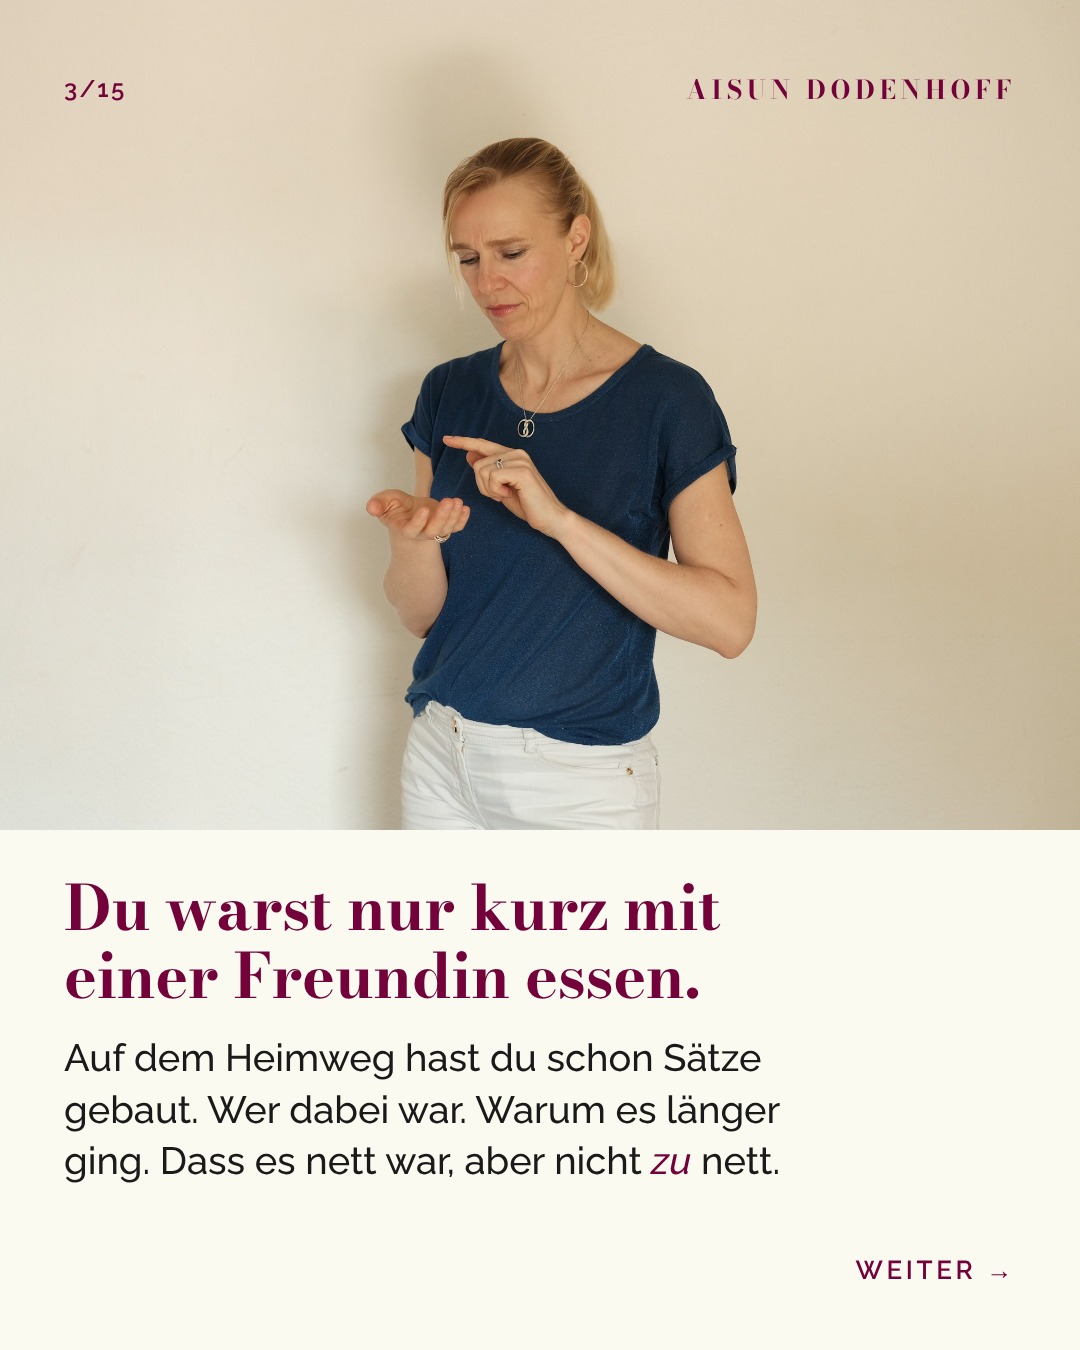 3/15
AISUN DODENHOFF
Du warst nur kurz mit
einer Freundin essen.
Auf dem Heimweg hast du schon Sätze
gebaut. Wer dabei war. Warum es länger
ging. Dass es nett war, aber nicht zu nett.
WEITER →